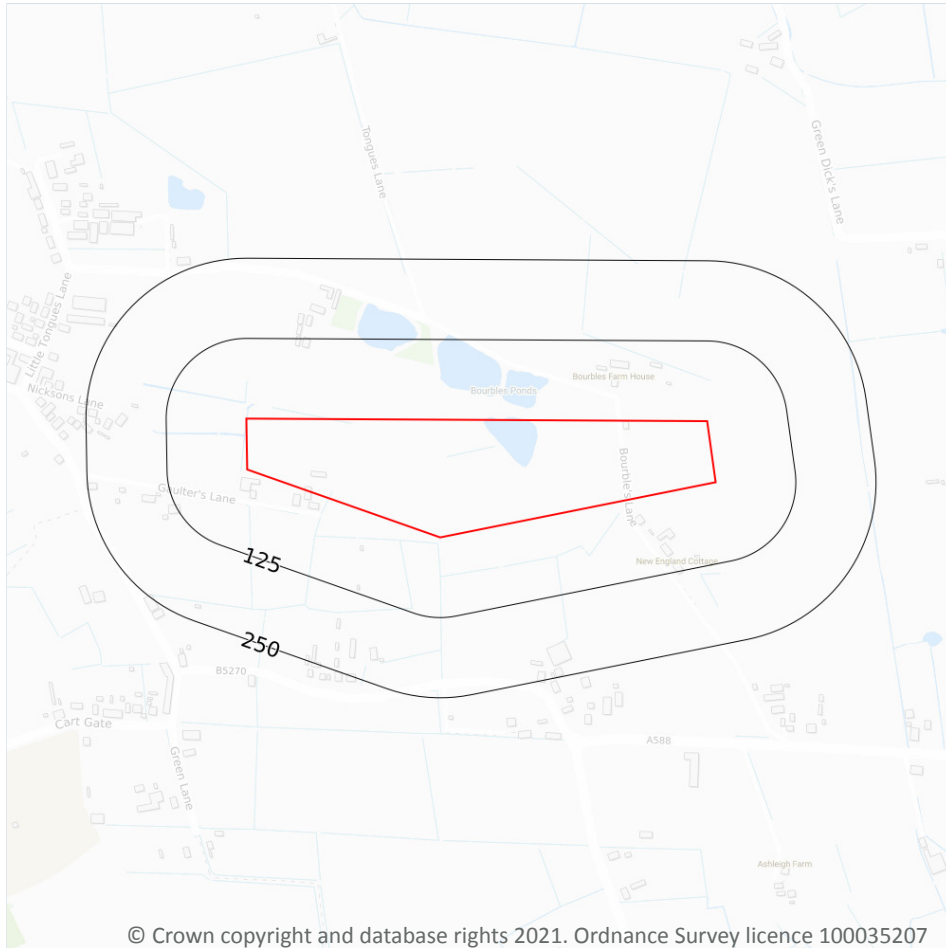 Tongues Lane
Green Dick's Lane
Little Tongues Lane
Nicksons Lane
Bourbles Farm House
Bourbles Ponds
Bourble's Lane
Gaulter's Lane
125
New England Cottage
250
B5270
Cart Gate
A588
Green Lane
Ashleigh Farm
© Crown copyright and database rights 2021. Ordnance Survey licence 100035207